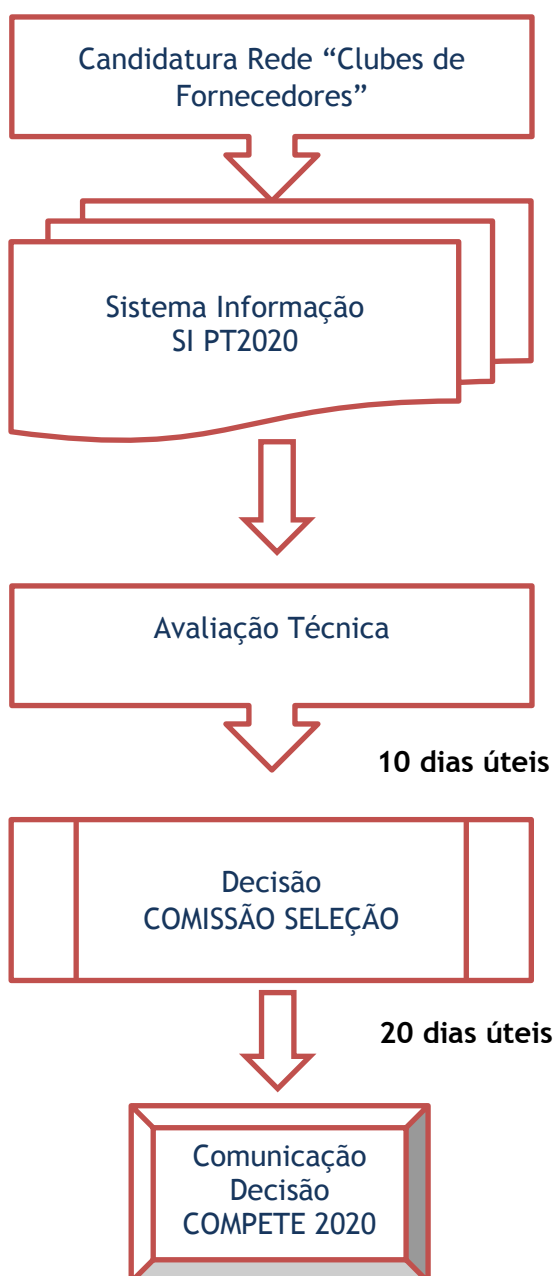 Candidatura Rede “Clubes de
Fornecedores”
Sistema Informação
SI PT2020
Avaliação Técnica
10 dias úteis
Decisão
COMISSÃO SELEÇÃO
20 dias úteis
Comunicação
Decisão
COMPETE 2020